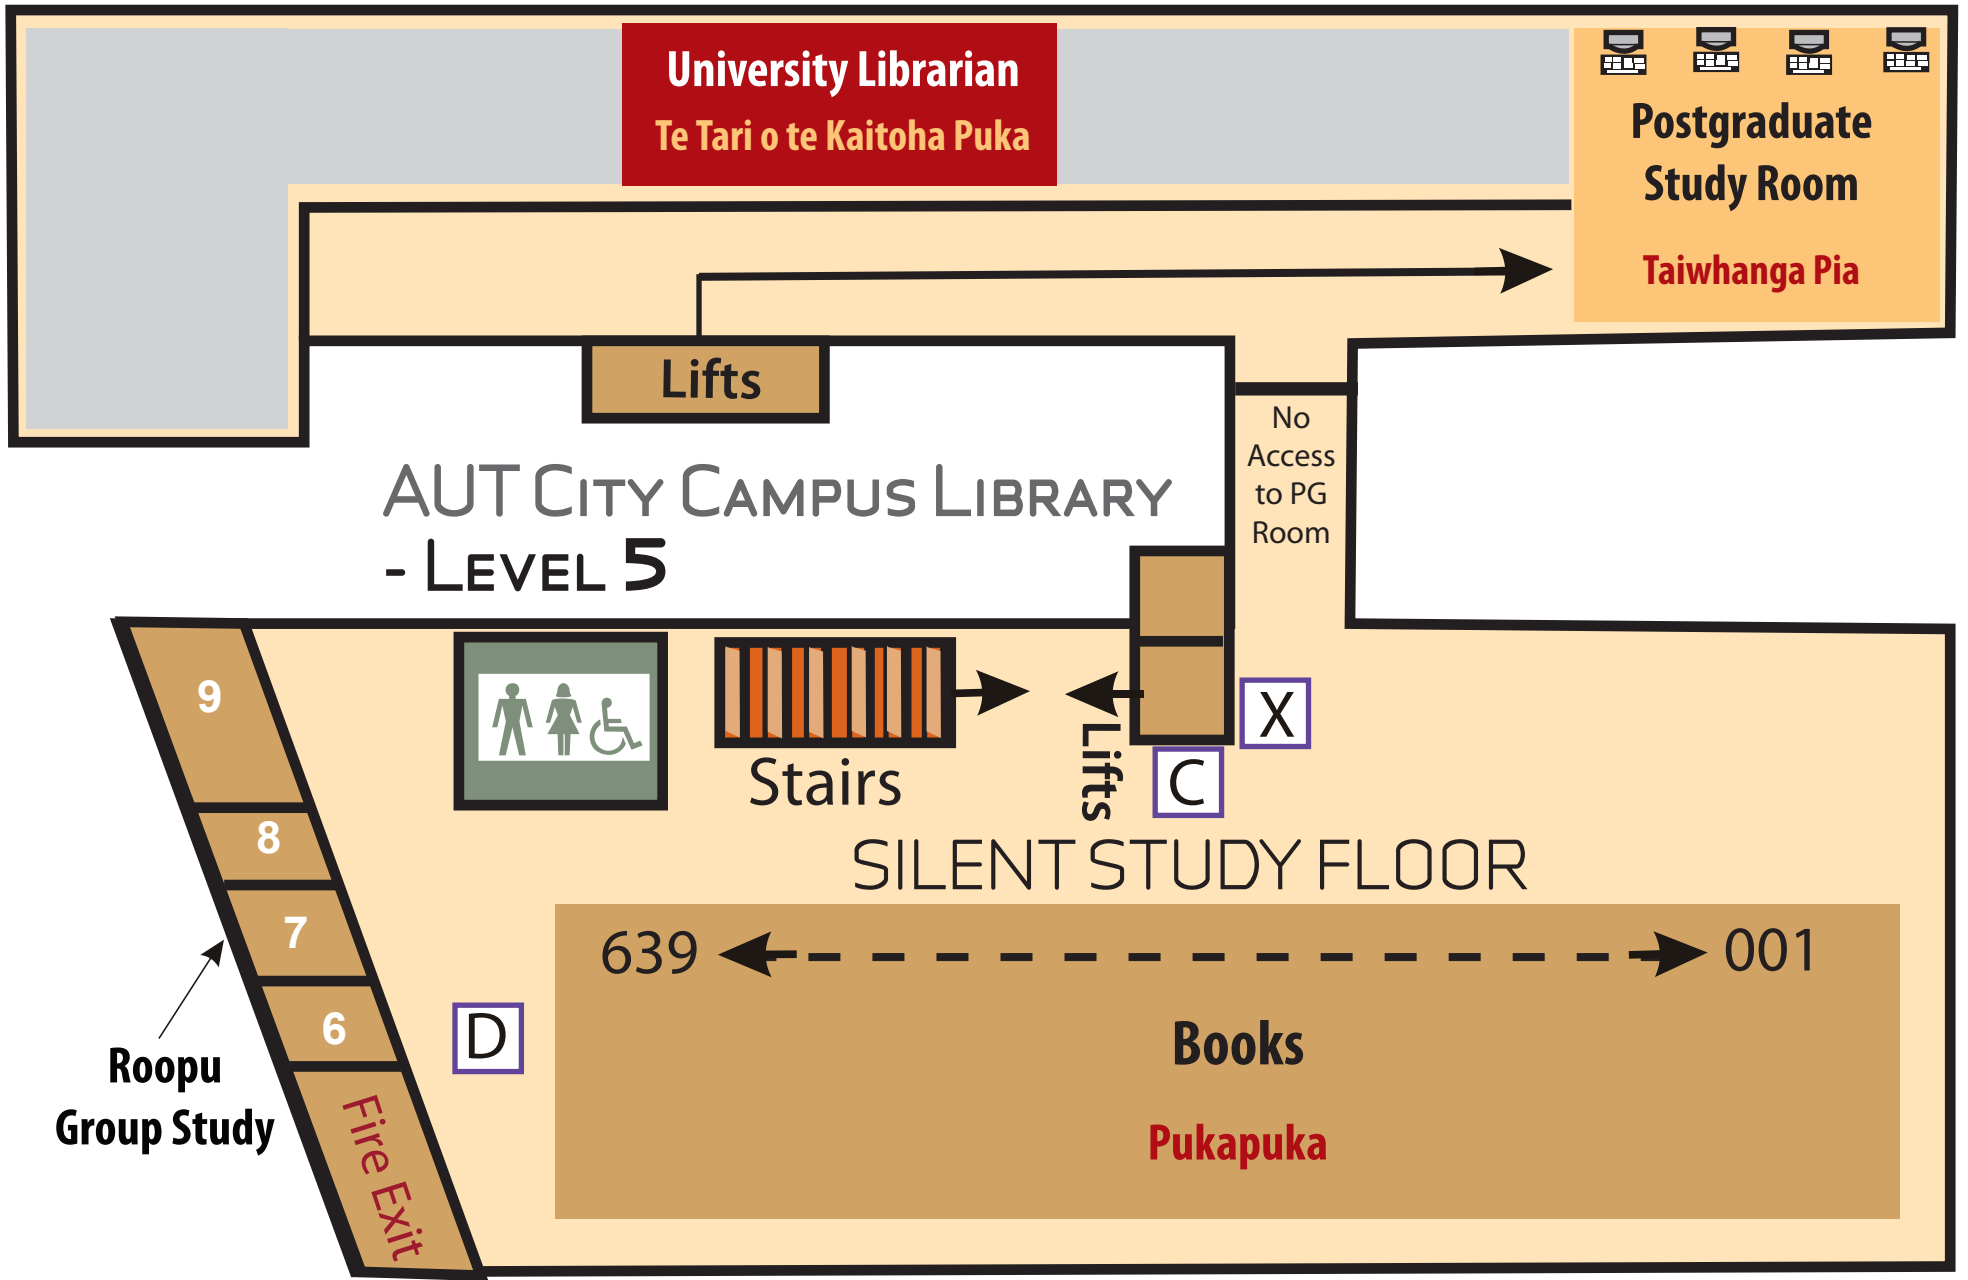 University Librarian
Te Tari o te Kaitoha Puka
Postgraduate
Study Room
Taiwhanga Pia
Lifts
No
Access
to PG
Room
AUT City Campus Library
- Level 5
9
8
7
6
Fire Exit
Roopu
Group Study
Stairs
Lifts
X
C
D
SILENT STUDY FLOOR
639
001
Books
Pukapuka